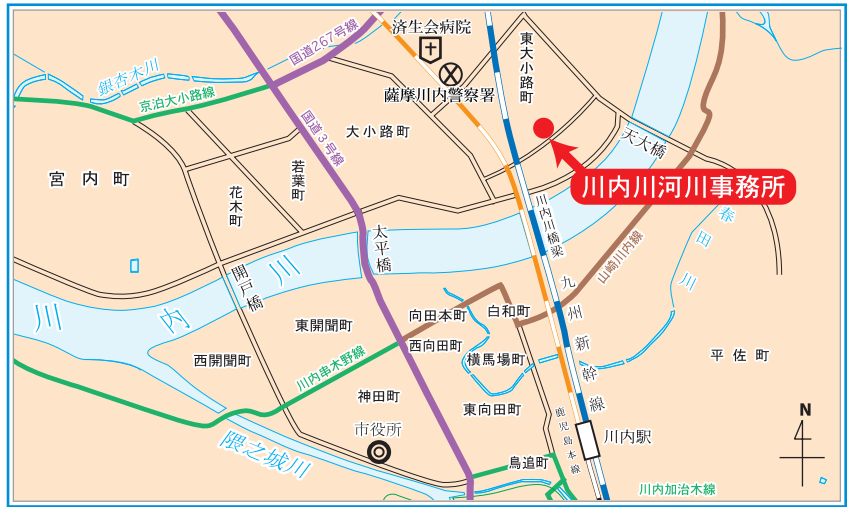 済生会病院
国道267号線
東大小路町
銀杏木川
薩摩川内警察署
京泊大小路線
国道3号線
大小路町
天大橋
宮内町
若葉町
川内川河川事務所
花木町
川内川橋梁
春田川
太平橋
山崎川内線
開戸橋
川内川
九州新幹線
向田本町
白和町
東開聞町
西向田町
横馬場町
平佐町
西開聞町
川内串木野線
神田町
東向田町
鹿児島本線
N
市役所
川内駅
隈之城川
鳥追町
川内加治木線